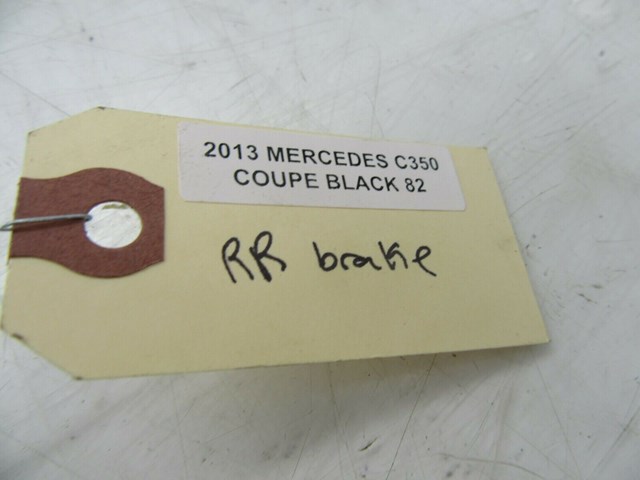 2013 MERCEDES C350
COUPE BLACK 82
RR brake